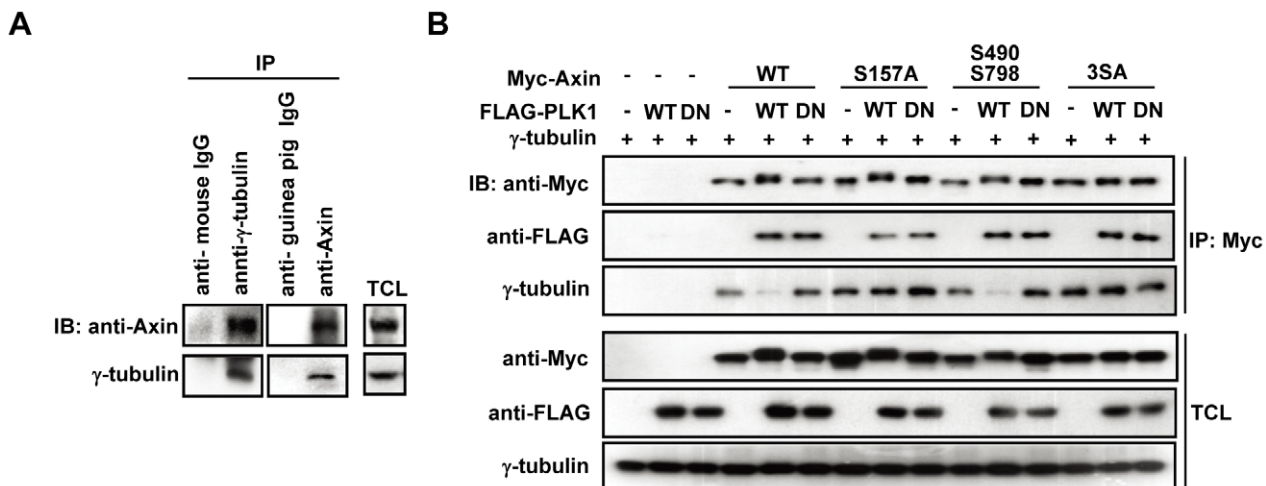 A
IP
anti- mouse IgG
annti-γ-tubulin
anti- guinea pig IgG
anti-Axin
TCL
IB: anti-Axin
γ-tubulin
B
Myc-Axin - - - WT S157A S490 S798 3SA
FLAG-PLK1 - WT DN - WT DN - WT DN - WT DN - WT DN
γ-tubulin + + + + + + + + + + + + + + +
IB: anti-Myc
anti-FLAG
γ-tubulin
IP: Myc
anti-Myc
anti-FLAG
γ-tubulin
TCL